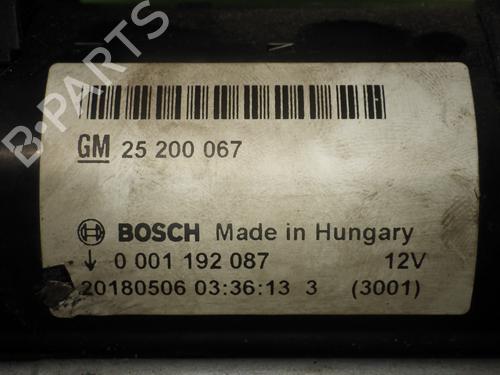 B-PARTS
GM 25 200 067
BOSCH Made in Hungary
↓ 0 001 192 087 12V
20180506 03:36:13 3 (3001)